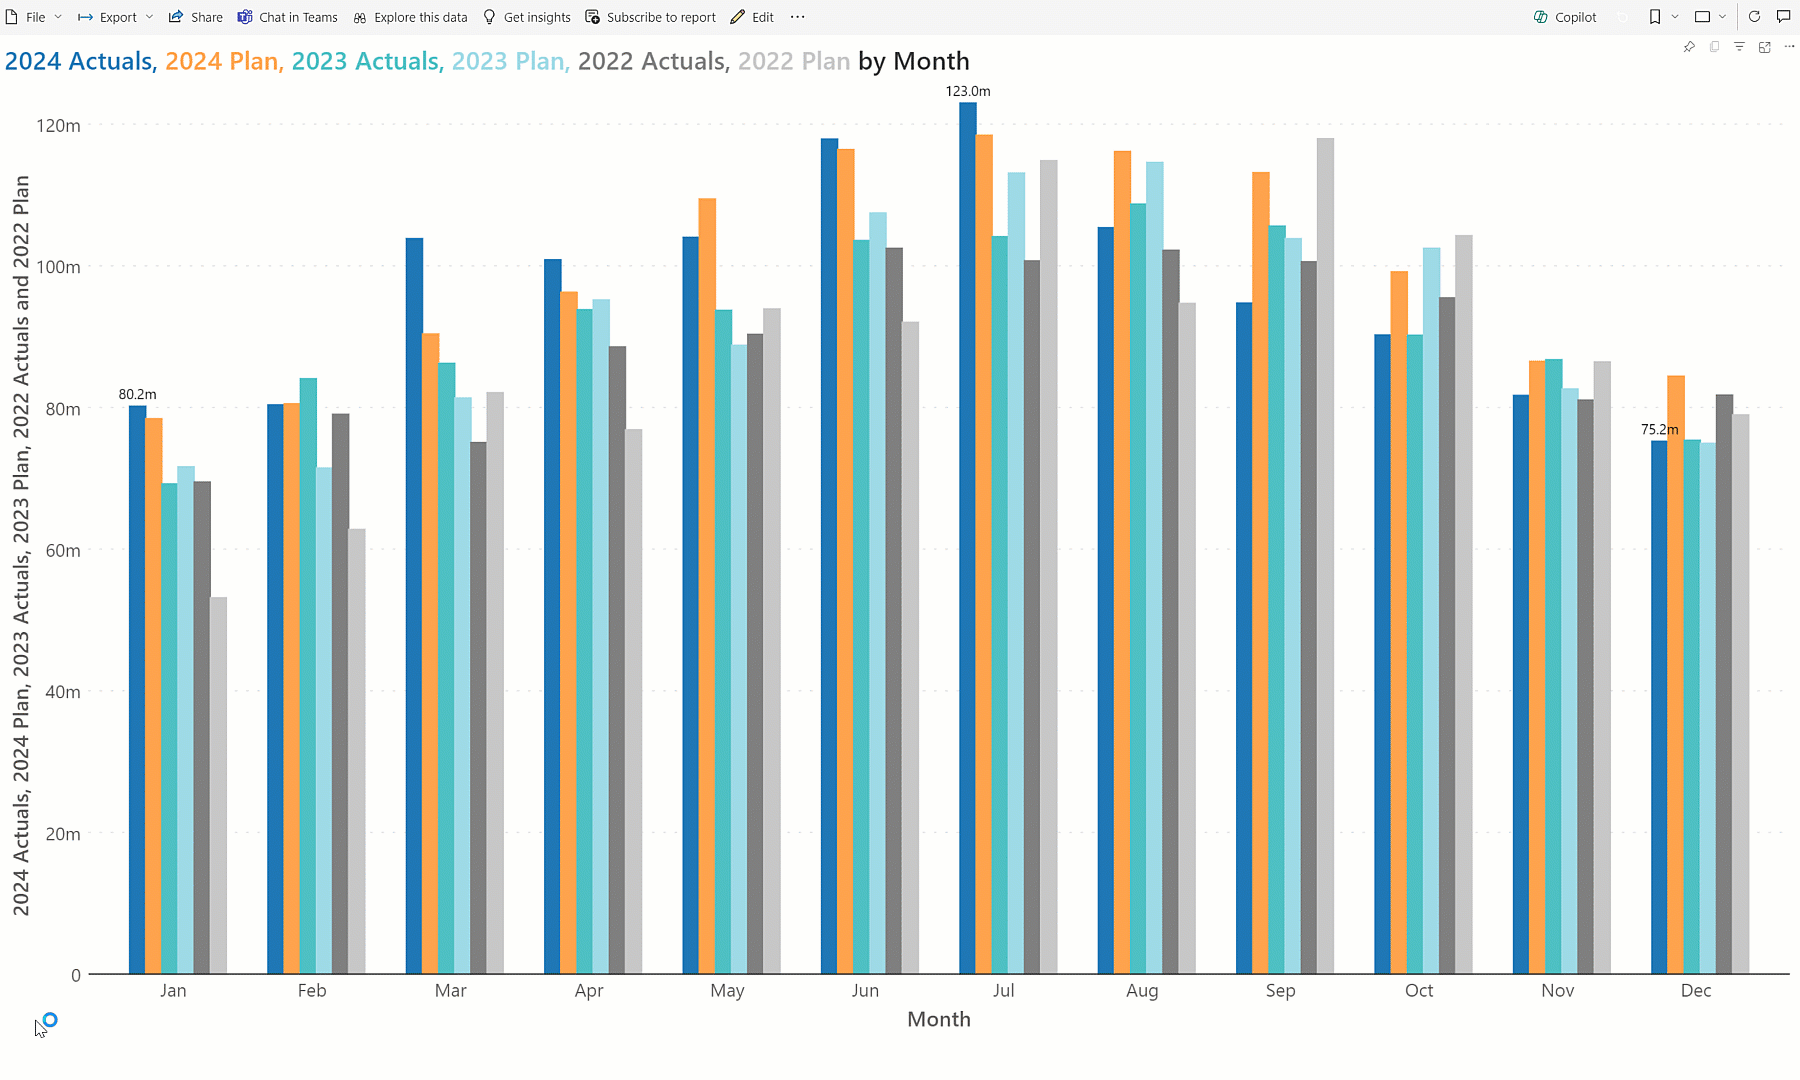 File Export Share Chat in Teams Explore this data Get insights Subscribe to report Edit ··· Copilot
2024 Actuals, 2024 Plan, 2023 Actuals, 2023 Plan, 2022 Actuals, 2022 Plan by Month
2024 Actuals, 2024 Plan, 2023 Actuals, 2023 Plan, 2022 Actuals and 2022 Plan
123.0m
120m
100m
80.2m
80m
75.2m
60m
40m
20m
0
Jan Feb Mar Apr May Jun Jul Aug Sep Oct Nov Dec
Month